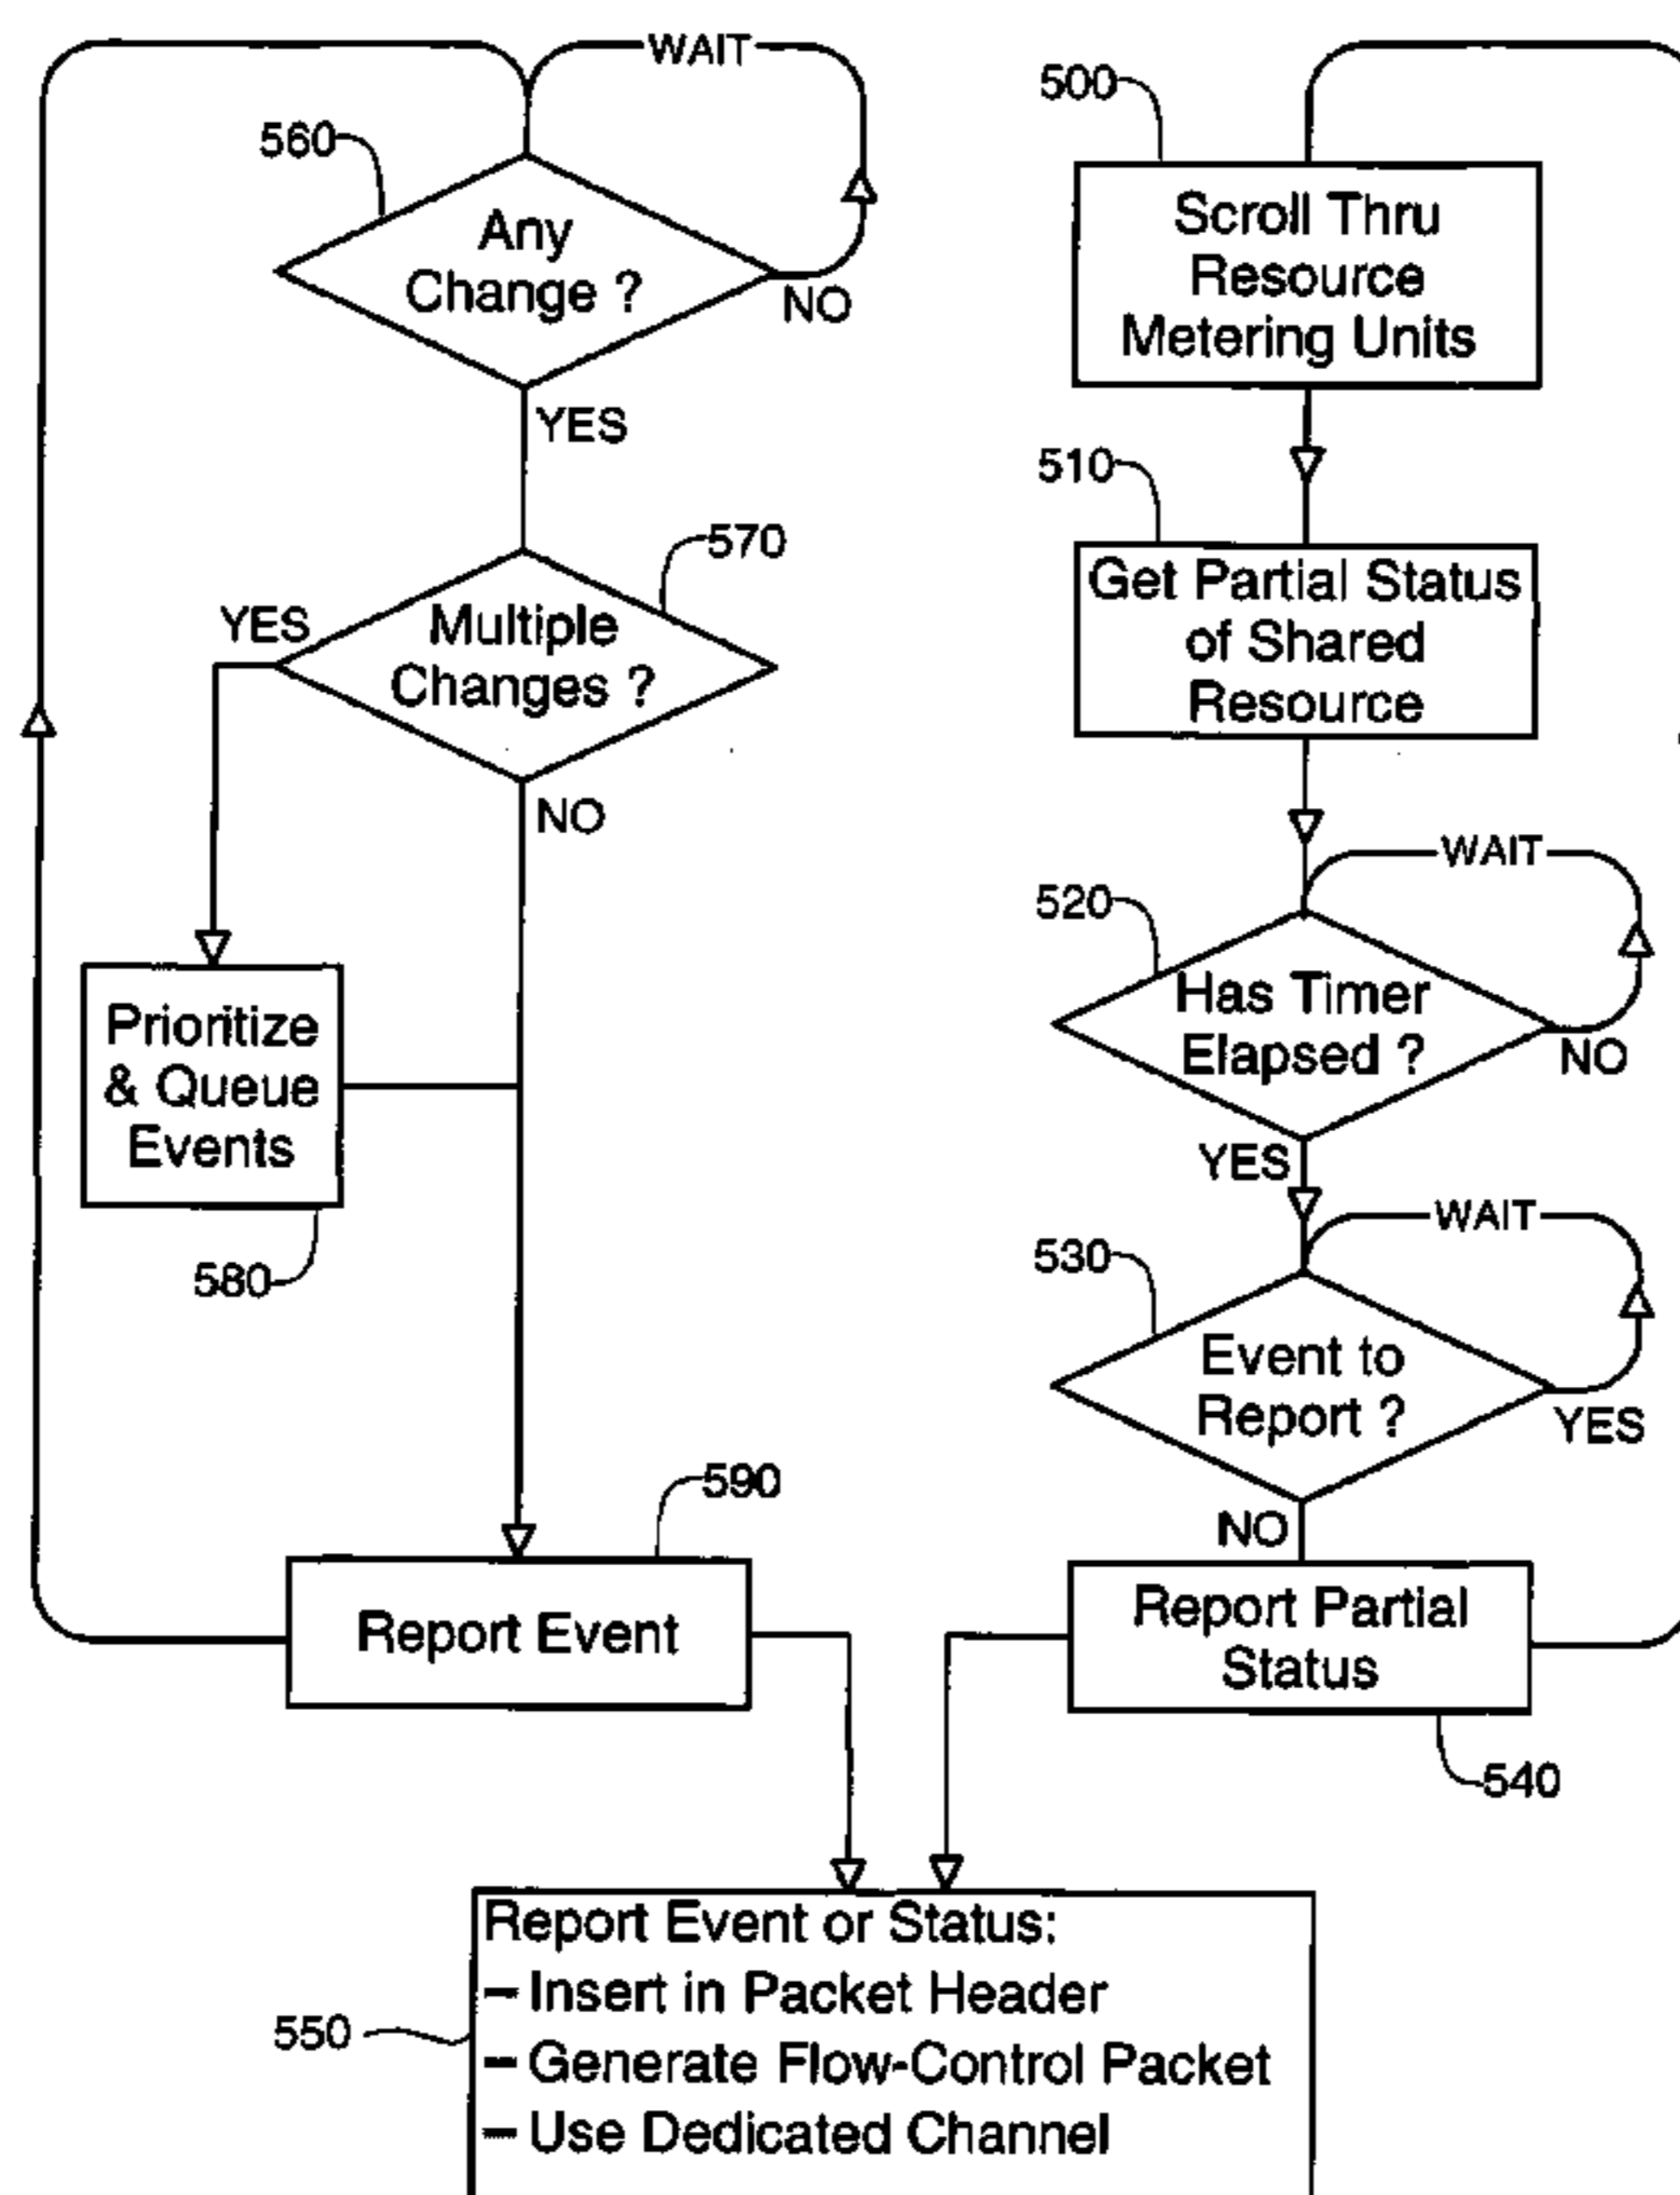 WAIT
560
Any
Change ?
NO
YES
570
YES
Multiple
Changes ?
NO
Prioritize
& Queue
Events
580
590
Report Event
500
Scroll Thru
Resource
Metering Units
510
Get Partial Status
of Shared
Resource
WAIT
520
Has Timer
Elapsed ?
NO
YES
WAIT
530
Event to
Report ?
YES
NO
Report Partial
Status
540
550
Report Event or Status:
– Insert in Packet Header
– Generate Flow-Control Packet
– Use Dedicated Channel